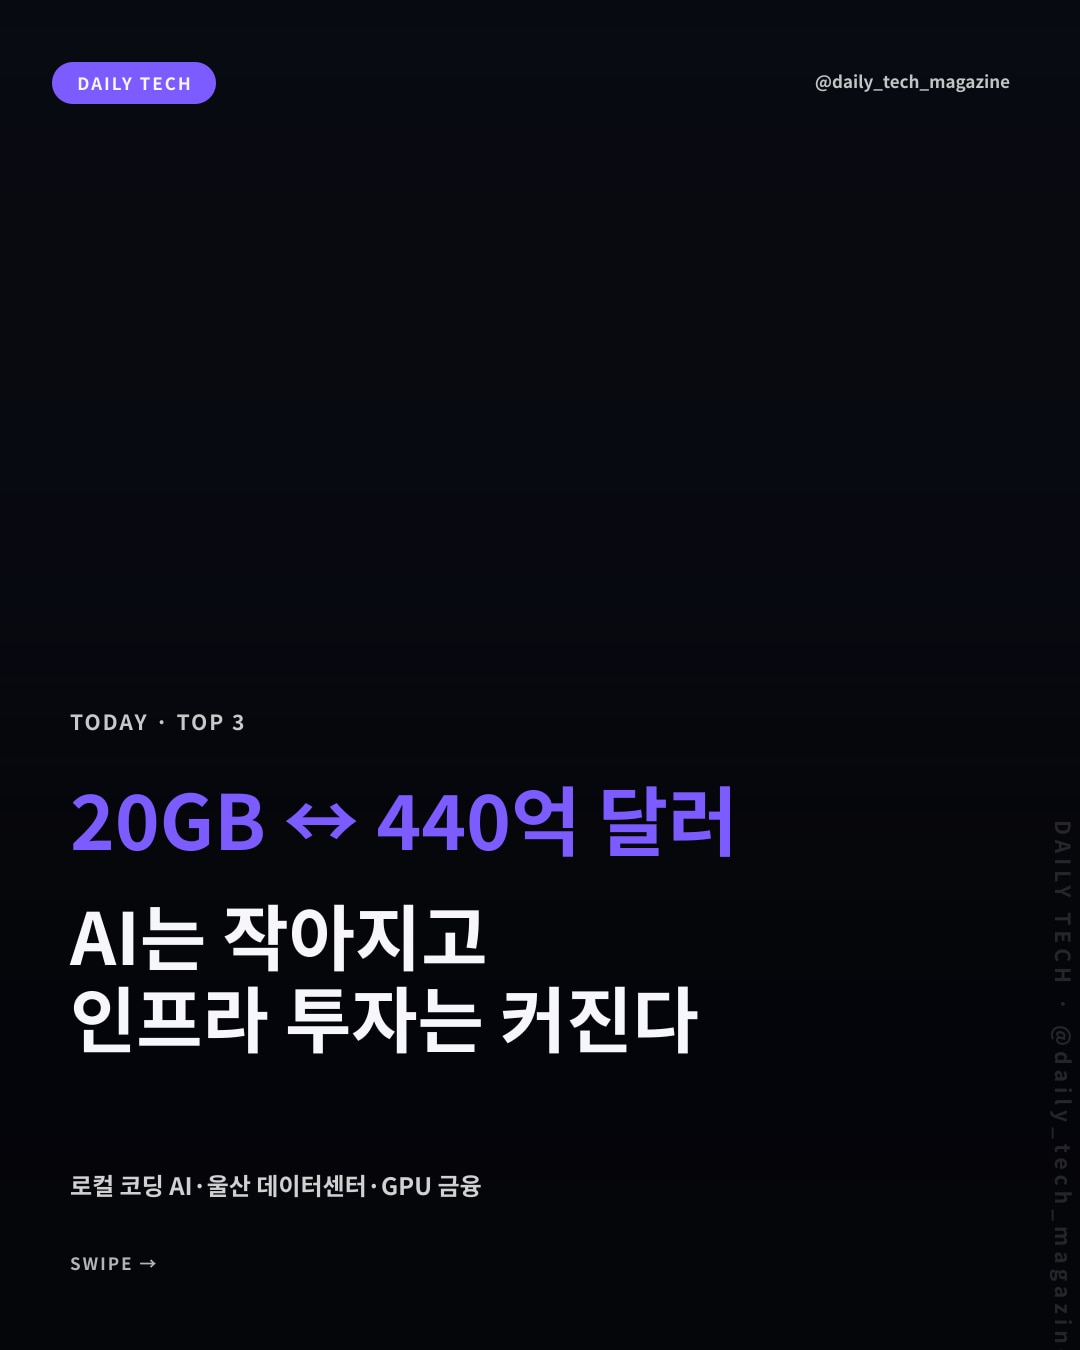 DAILY TECH
@daily_tech_magazine
TODAY · TOP 3
20GB ↔ 440억 달러
AI는 작아지고
인프라 투자는 커진다
로컬 코딩 AI·울산 데이터센터·GPU 금융
SWIPE →
DAILY TECH · @daily_tech_magazin